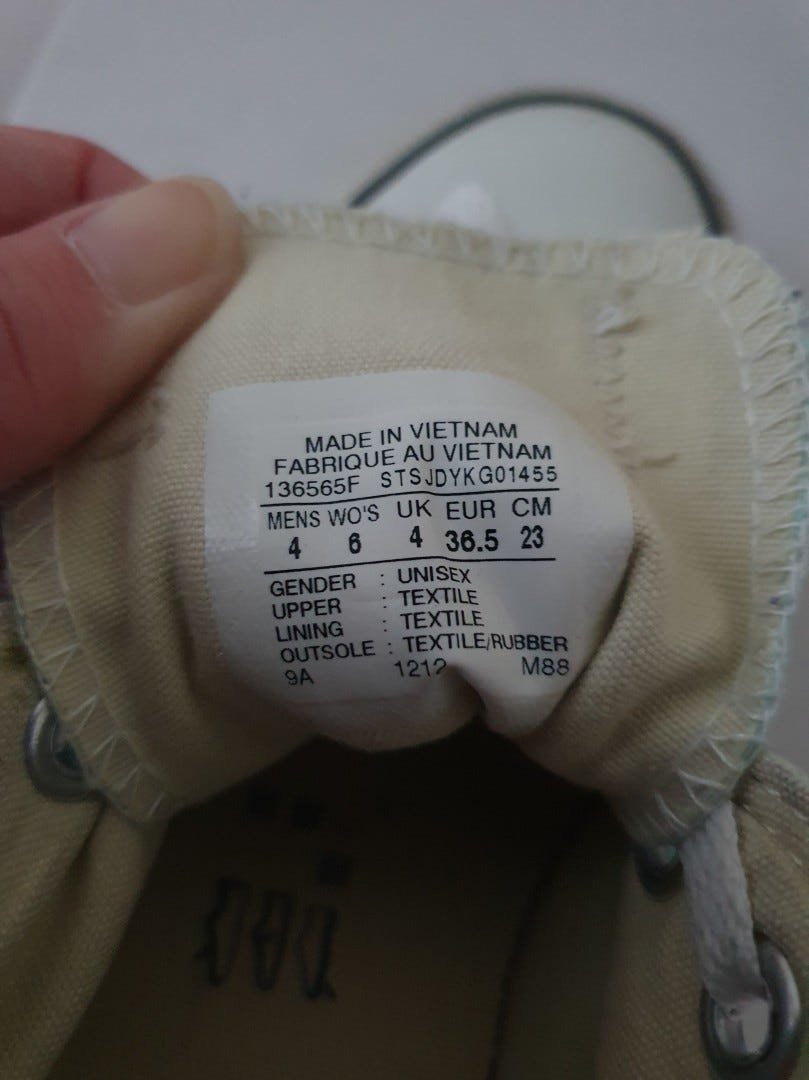 MADE IN VIETNAM
FABRIQUE AU VIETNAM
136565F STSJDYKG01455
MENS WO'S UK EUR CM
4 6 4 36.5 23
GENDER : UNISEX
UPPER : TEXTILE
LINING : TEXTILE
OUTSOLE : TEXTILE/RUBBER
9A 1212 M88